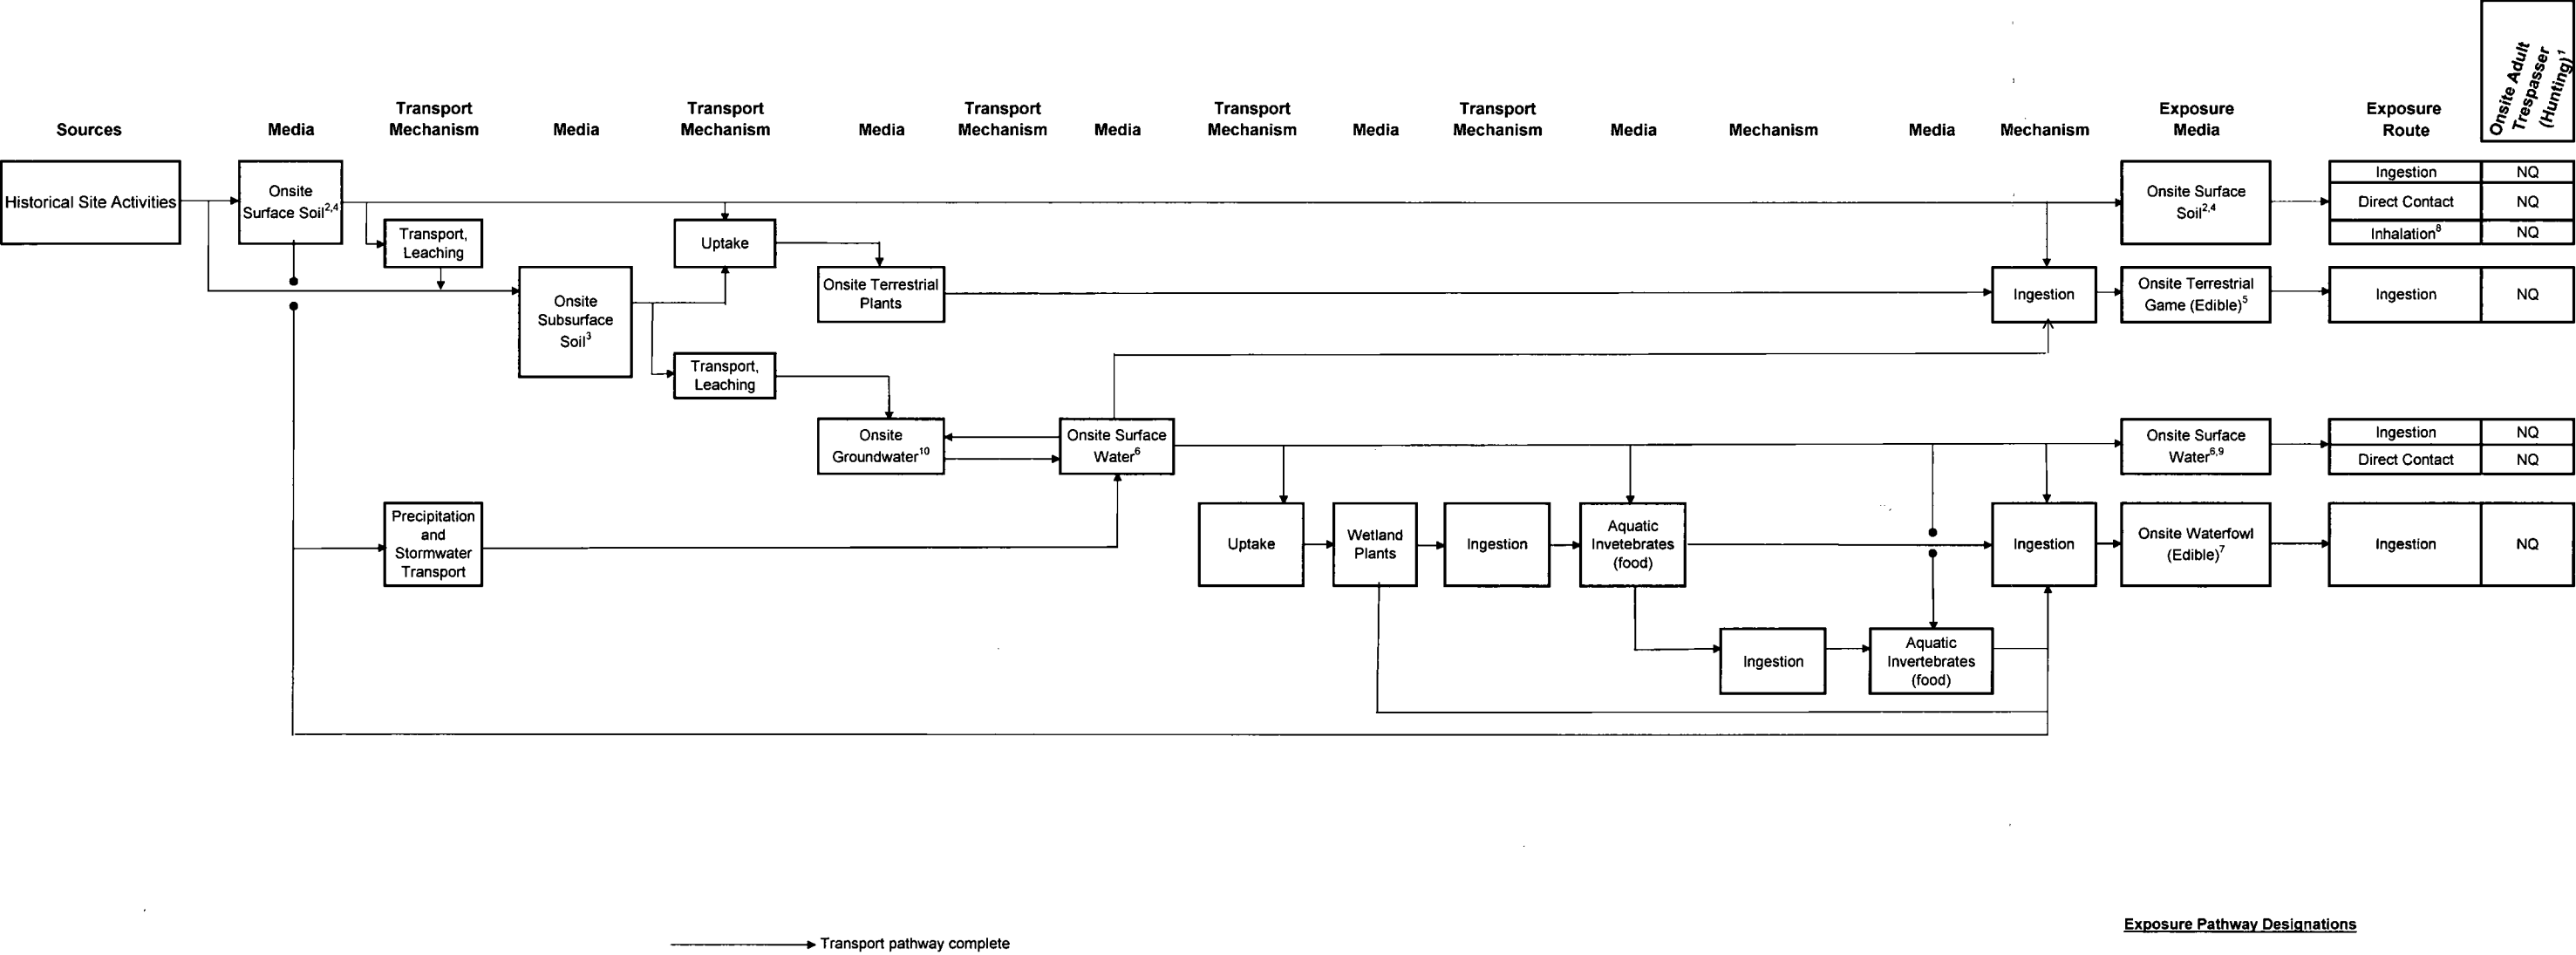 Onsite Adult
Trespasser
(Hunting)1
Sources
Media
Transport
Mechanism
Media
Transport
Mechanism
Media
Transport
Mechanism
Media
Transport
Mechanism
Media
Transport
Mechanism
Media
Mechanism
Media
Mechanism
Exposure
Media
Exposure
Route
Historical Site Activities
Onsite
Surface Soil2,4
Transport,
Leaching
Onsite
Subsurface
Soil3
Uptake
Onsite Terrestrial
Plants
Transport,
Leaching
Onsite
Groundwater10
Onsite Surface
Water6
Precipitation
and
Stormwater
Transport
Uptake
Wetland
Plants
Ingestion
Aquatic
Invetebrates
(food)
Ingestion
Aquatic
Invertebrates
(food)
Ingestion
Ingestion
Onsite Surface
Soil2,4
Ingestion NQ
Direct Contact NQ
Inhalation8 NQ
Onsite Terrestrial
Game (Edible)5
Ingestion NQ
Onsite Surface
Water6,9
Ingestion NQ
Direct Contact NQ
Onsite Waterfowl
(Edible)7
Ingestion NQ
Exposure Pathway Designations
Transport pathway complete